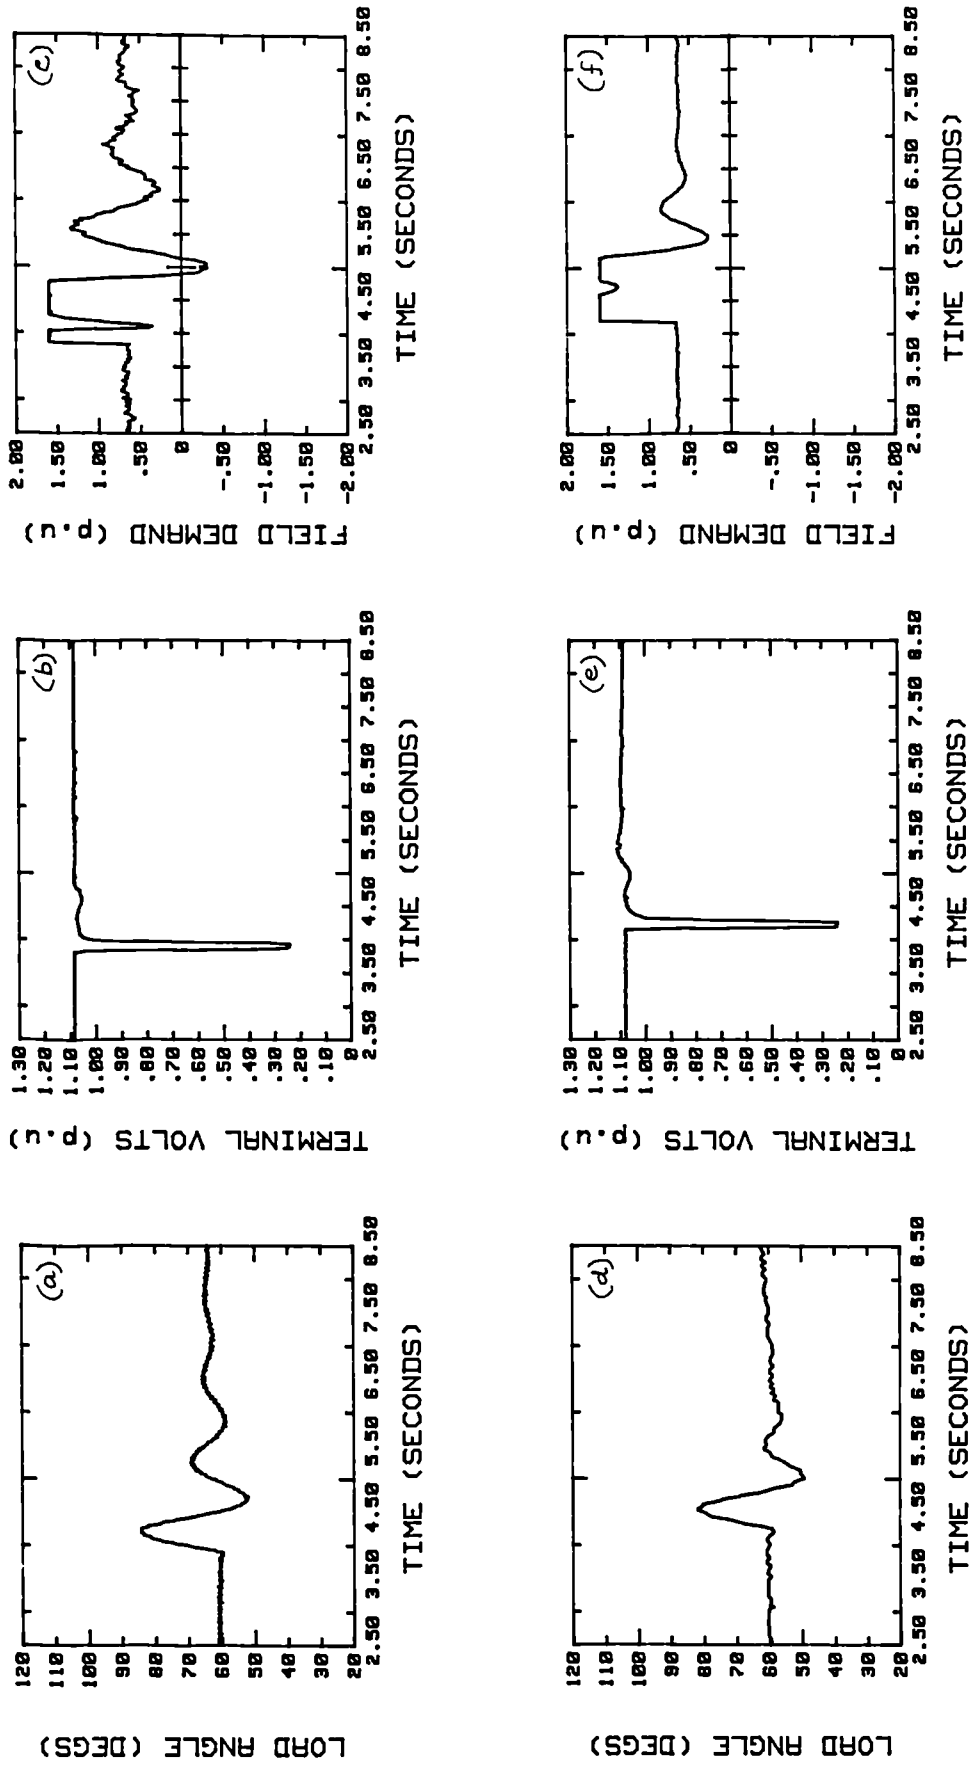 (a)
LOAD ANGLE (DEGS)
120
110
100
90
80
70
60
50
40
30
20
2.50 3.50 4.50 5.50 6.50 7.50 8.50
TIME (SECONDS)
(b)
TERMINAL VOLTS (p.u)
1.30
1.20
1.10
1.00
.90
.80
.70
.60
.50
.40
.30
.20
.10
0
2.50 3.50 4.50 5.50 6.50 7.50 8.50
TIME (SECONDS)
(c)
FIELD DEMAND (p.u)
2.00
1.50
1.00
.50
0
-.50
-1.00
-1.50
-2.00
2.50 3.50 4.50 5.50 6.50 7.50 8.50
TIME (SECONDS)
(d)
LOAD ANGLE (DEGS)
120
110
100
90
80
70
60
50
40
30
20
2.50 3.50 4.50 5.50 6.50 7.50 8.50
TIME (SECONDS)
(e)
TERMINAL VOLTS (p.u)
1.30
1.20
1.10
1.00
.90
.80
.70
.60
.50
.40
.30
.20
.10
0
2.50 3.50 4.50 5.50 6.50 7.50 8.50
TIME (SECONDS)
(f)
FIELD DEMAND (p.u)
2.00
1.50
1.00
.50
0
-.50
-1.00
-1.50
-2.00
2.50 3.50 4.50 5.50 6.50 7.50 8.50
TIME (SECONDS)